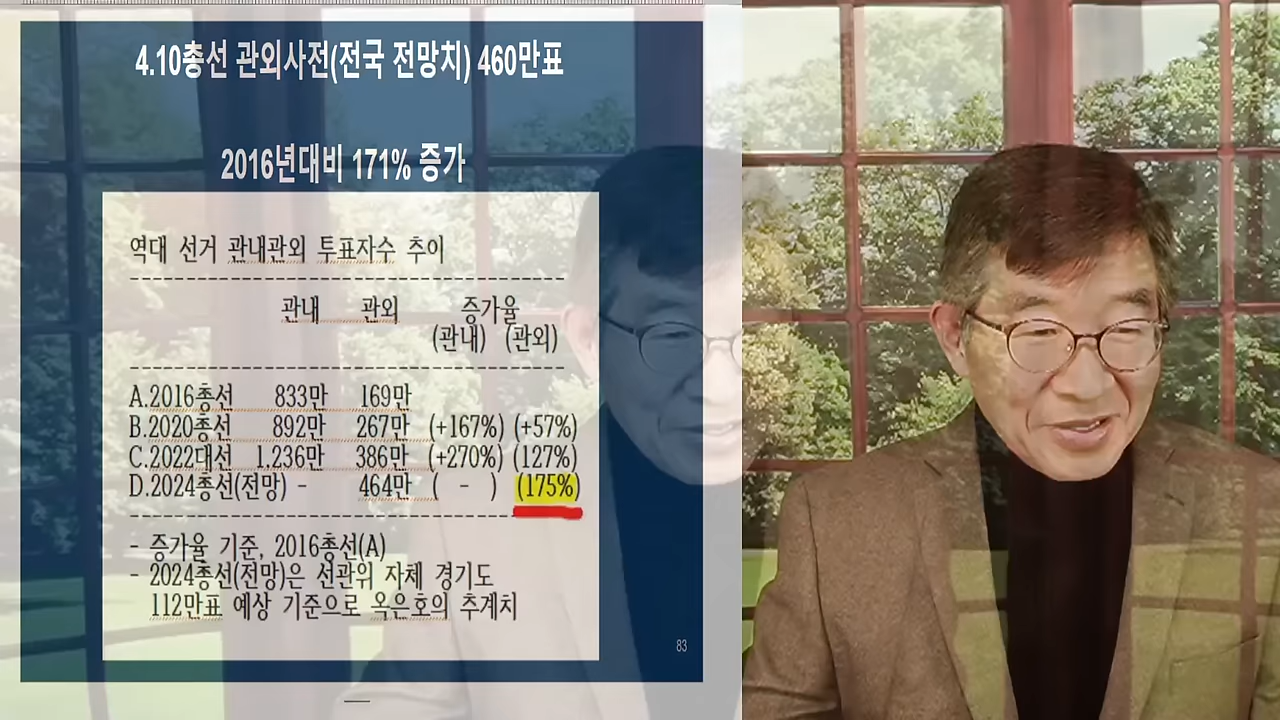 4.10총선 관외사전(전국 전망치) 460만표
2016년대비 171% 증가
역대 선거 관내관외 투표자수 추이
관내 관외 증가율
(관내) (관외)
A.2016총선 833만 169만
B.2020총선 892만 267만 (+167%) (+57%)
C.2022대선 1,236만 386만 (+270%) (127%)
D.2024총선(전망) - 464만 ( - ) (175%)
- 증가율 기준, 2016총선(A)
- 2024총선(전망)은 선관위 자체 경기도
112만표 예상 기준으로 옥은호의 추계치
83